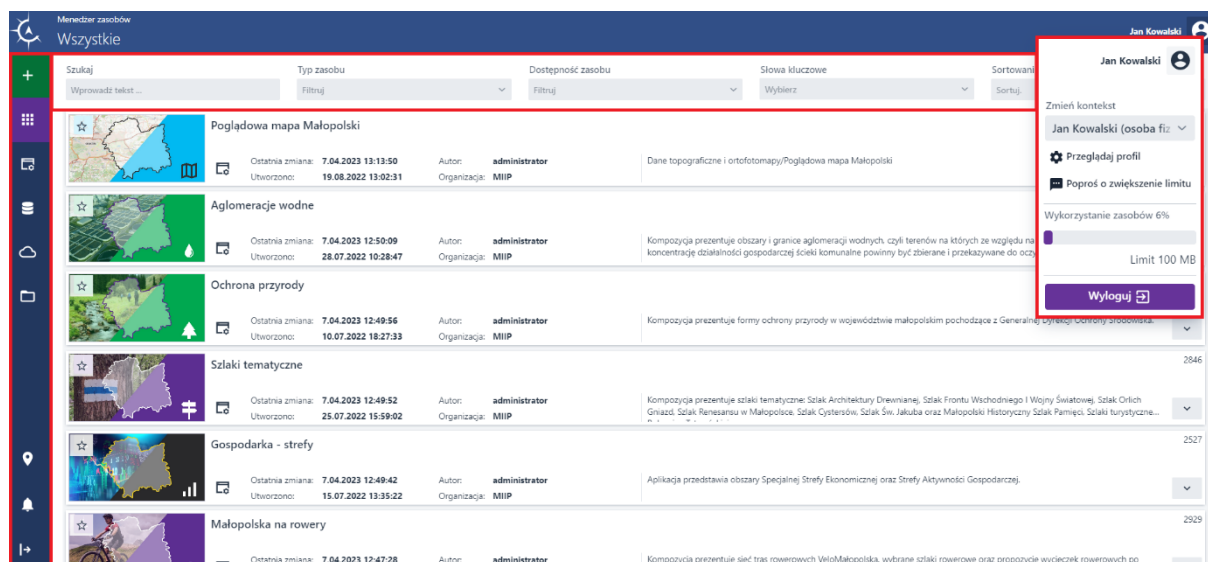 Menedżer zasobów
Wszystkie
Jan Kowalski
Szukaj
Wprowadź tekst ...
Typ zasobu
Filtruj
Dostępność zasobu
Filtruj
Słowa kluczowe
Wybierz
Sortowani
Sortuj.
Jan Kowalski
Zmień kontekst
Jan Kowalski (osoba fiz
Przeglądaj profil
Poproś o zwiększenie limitu
Wykorzystanie zasobów 6%
Limit 100 MB
Wyloguj
Poglądowa mapa Małopolski
Ostatnia zmiana: 7.04.2023 13:13:50 Autor: administrator
Utworzono: 19.08.2022 13:02:31 Organizacja: MIIP
Dane topograficzne i ortofotomapy/Poglądowa mapa Małopolski
Aglomeracje wodne
Ostatnia zmiana: 7.04.2023 12:50:09 Autor: administrator
Utworzono: 28.07.2022 10:28:47 Organizacja: MIIP
Kompozycja prezentuje obszary i granice aglomeracji wodnych, czyli terenów na których ze względu na
koncentrację działalności gospodarczej ścieki komunalne powinny być zbierane i przekazywane do oczy
Ochrona przyrody
Ostatnia zmiana: 7.04.2023 12:49:56 Autor: administrator
Utworzono: 10.07.2022 18:27:33 Organizacja: MIIP
Kompozycja prezentuje formy ochrony przyrody w województwie małopolskim pochodzące z Generalnej Dyrekcji Ochrony Środowiska.
Szlaki tematyczne
2846
Ostatnia zmiana: 7.04.2023 12:49:52 Autor: administrator
Utworzono: 25.07.2022 15:59:02 Organizacja: MIIP
Kompozycja prezentuje szlaki tematyczne: Szlak Architektury Drewnianej, Szlak Frontu Wschodniego I Wojny Światowej, Szlak Orlich
Gniazd, Szlak Renesansu w Małopolsce, Szlak Cystersów, Szlak Św. Jakuba oraz Małopolski Historyczny Szlak Pamięci. Szlaki turystyczne...
Gospodarka - strefy
2527
Ostatnia zmiana: 7.04.2023 12:49:42 Autor: administrator
Utworzono: 15.07.2022 13:35:22 Organizacja: MIIP
Aplikacja przedstawia obszary Specjalnej Strefy Ekonomicznej oraz Strefy Aktywności Gospodarczej.
Małopolska na rowery
2929
Ostatnia zmiana: 7.04.2023 12:47:28 Autor: administrator
Kompozycja prezentuje sieć tras rowerowych VeloMałopolska, wybrane szlaki rowerowe oraz propozycje wycieczek rowerowych po